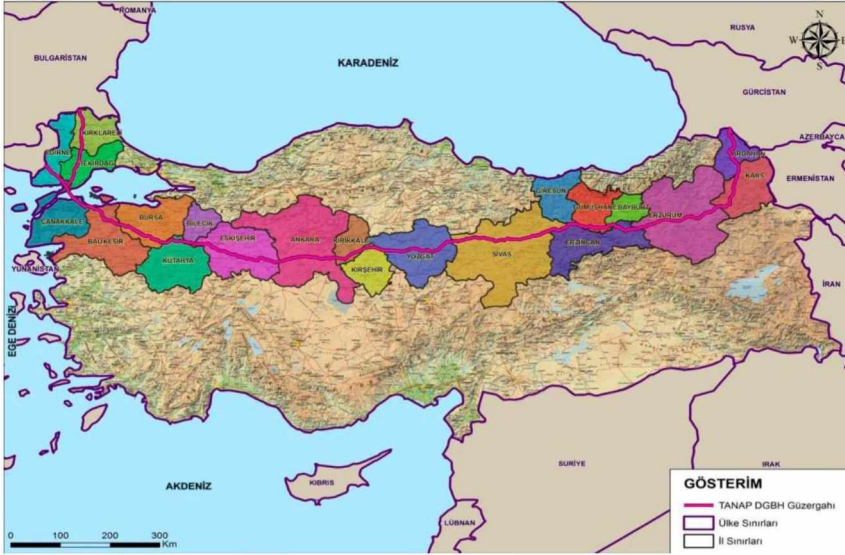 ROMANYA
RUSYA
N
W
E
S
BULGARİSTAN
KARADENİZ
GÜRCİSTAN
KIRKLARELİ
EDİRNE
TEKİRDAĞ
AZERBAYCA
ARDAHAN
KARS
ERMENİSTAN
GİRESUN
GÜMÜŞHANE
BAYBURT
ERZURUM
ÇANAKKALE
BURSA
BİLECİK
BALIKESİR
ESKİŞEHİR
ANKARA
KIRIKKALE
ERZİNCAN
KÜTAHYA
YOZGAT
SİVAS
KIRŞEHİR
YUNANİSTAN
İRAN
EGE DENİZİ
SURİYE
IRAK
KIBRIS
AKDENİZ
LÜBNAN
GÖSTERİM
TANAP DGBH Güzergahı
Ülke Sınırları
İl Sınırları
0 100 200 300
Km